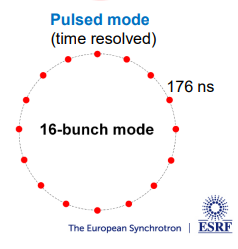 Pulsed mode
(time resolved)
176 ns
16-bunch mode
The European Synchrotron | ESRF